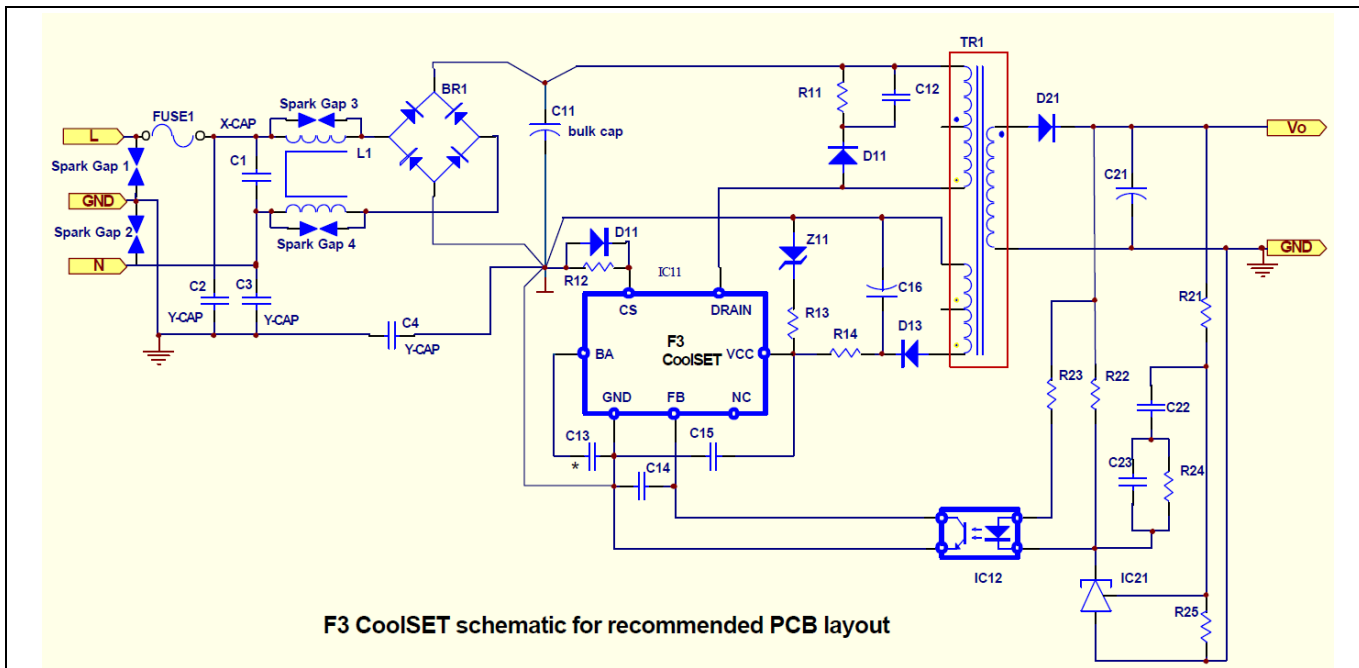 TR1
BR1
R11
C12
FUSE1
Spark Gap 3
C11
bulk cap
D21
X-CAP
L
Vo
L1
C1
D11
Spark Gap 1
C21
GND
Spark Gap 2
Spark Gap 4
D11
Z11
GND
N
IC11
R12
C16
C2
C3
R21
CS
DRAIN
R13
Y-CAP
Y-CAP
C4
R14
D13
F3
CoolSET
BA
VCC
Y-CAP
R23
R22
GND
FB
NC
C22
C13
C15
*
C14
C23
R24
IC12
IC21
R25
F3 CoolSET schematic for recommended PCB layout